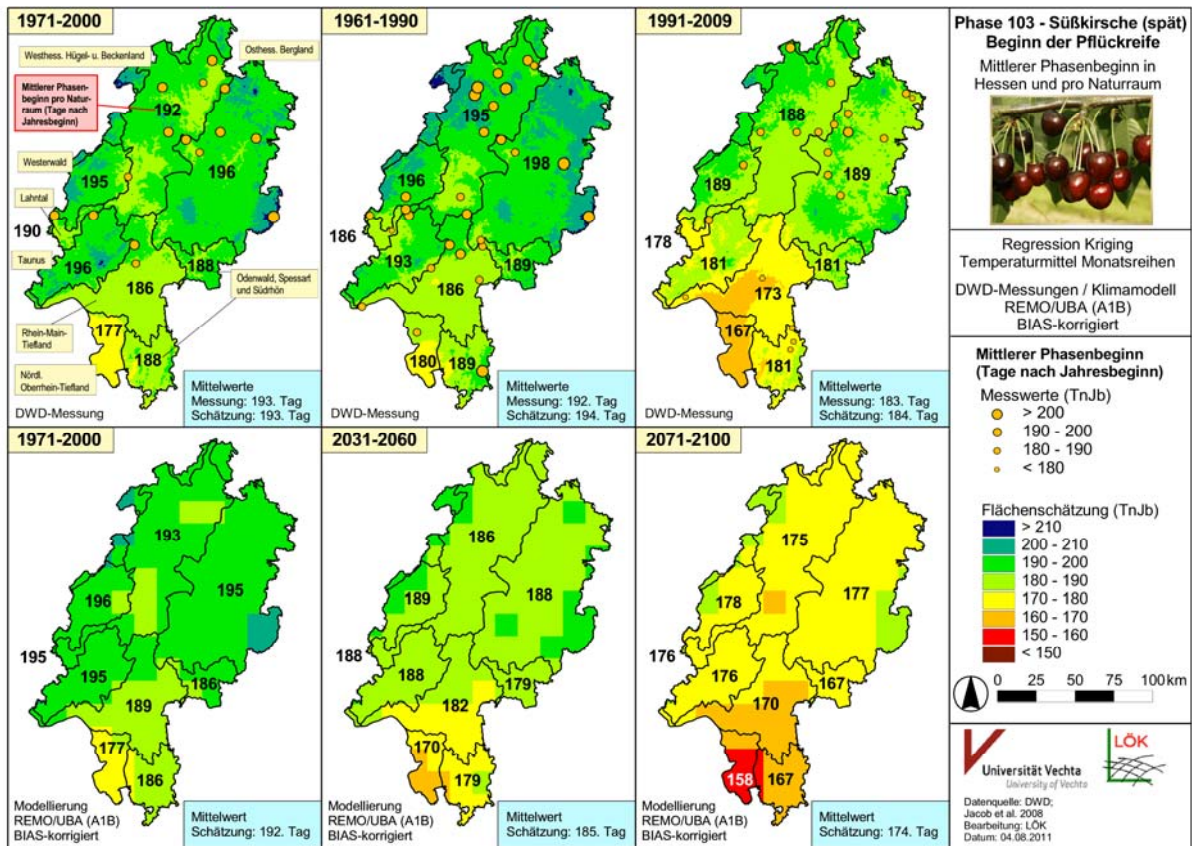 1971-2000
Westhess. Hügel- u. Beckenland
Osthess. Bergland
Mittlerer Phasen-
beginn pro Natur-
raum (Tage nach
Jahresbeginn)
192
Westerwald
195
196
Lahntal
190
Taunus
196
188
186
Odenwald, Spessart
und Südrhön
Rhein-Main-
Tiefland
177
188
Nördl.
Oberrhein-Tiefland
DWD-Messung
Mittelwerte
Messung: 193. Tag
Schätzung: 193. Tag
1961-1990
195
198
196
186
193
189
186
180
189
DWD-Messung
Mittelwerte
Messung: 192. Tag
Schätzung: 194. Tag
1991-2009
188
189
189
178
181
181
173
167
181
Mittelwerte
Messung: 183. Tag
Schätzung: 184. Tag
1971-2000
193
195
196
195
195
186
189
177
186
Modellierung
REMO/UBA (A1B)
BIAS-korrigiert
Mittelwert
Schätzung: 192. Tag
2031-2060
186
188
189
188
188
179
182
170
179
Modellierung
REMO/UBA (A1B)
BIAS-korrigiert
Mittelwert
Schätzung: 185. Tag
2071-2100
175
177
178
176
176
167
170
158
167
Modellierung
REMO/UBA (A1B)
BIAS-korrigiert
Mittelwert
Schätzung: 174. Tag
Phase 103 - Süßkirsche (spät)
Beginn der Pflückreife
Mittlerer Phasenbeginn in
Hessen und pro Naturraum
Regression Kriging
Temperaturmittel Monatsreihen
DWD-Messungen / Klimamodell
REMO/UBA (A1B)
BIAS-korrigiert
Mittlerer Phasenbeginn
(Tage nach Jahresbeginn)
Messwerte (TnJb)
> 200
190 - 200
180 - 190
< 180
Flächenschätzung (TnJb)
> 210
200 - 210
190 - 200
180 - 190
170 - 180
160 - 170
150 - 160
< 150
0 25 50 75 100 km
Universität Vechta
University of Vechta
LÖK
Datenquelle: DWD;
Jacob et al. 2008
Bearbeitung: LÖK
Datum: 04.08.2011